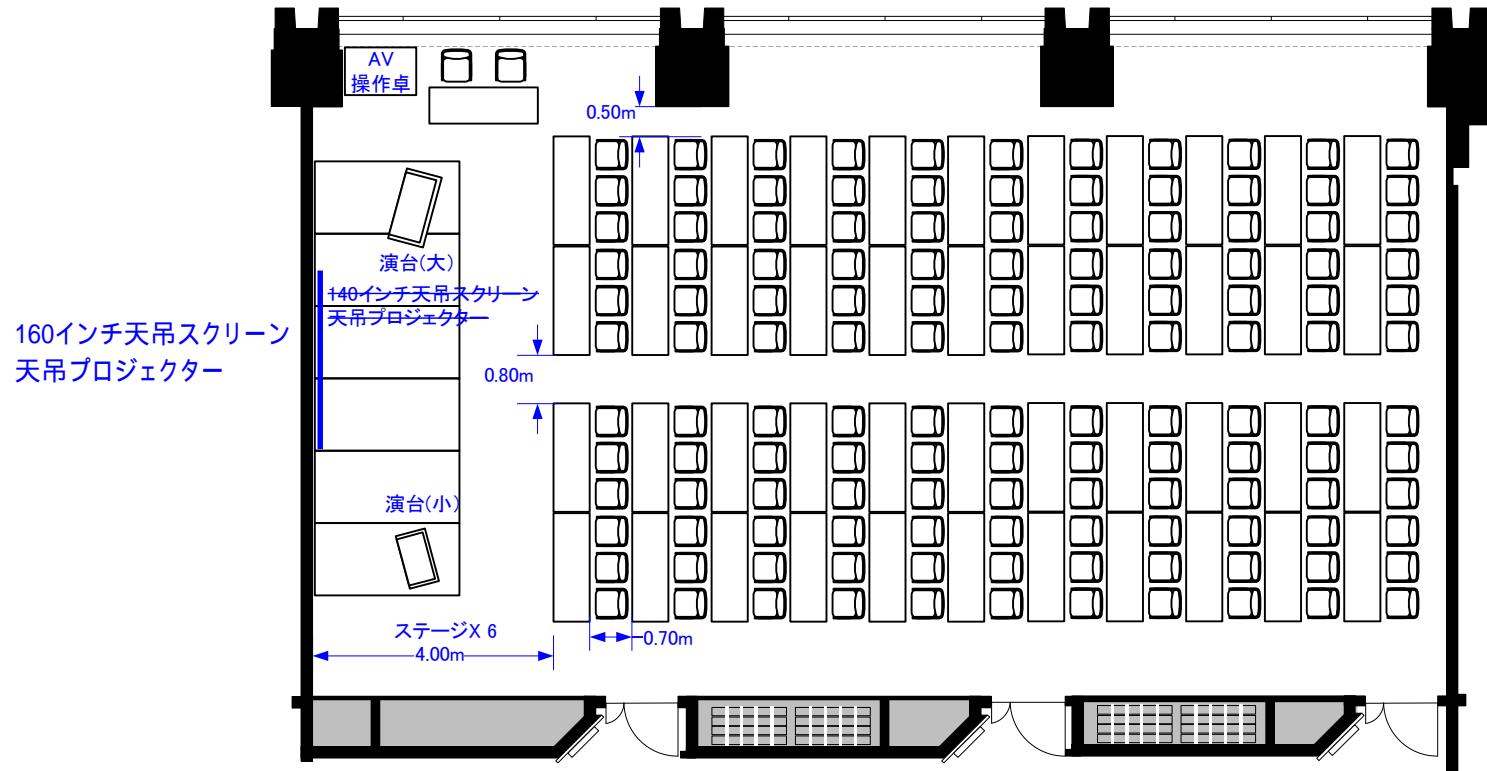 AV
操作卓
0.50m
演台(大)
140インチ天吊スクリーン
天吊プロジェクター
160インチ天吊スクリーン
天吊プロジェクター
0.80m
演台(小)
ステージX 6
4.00m
0.70m